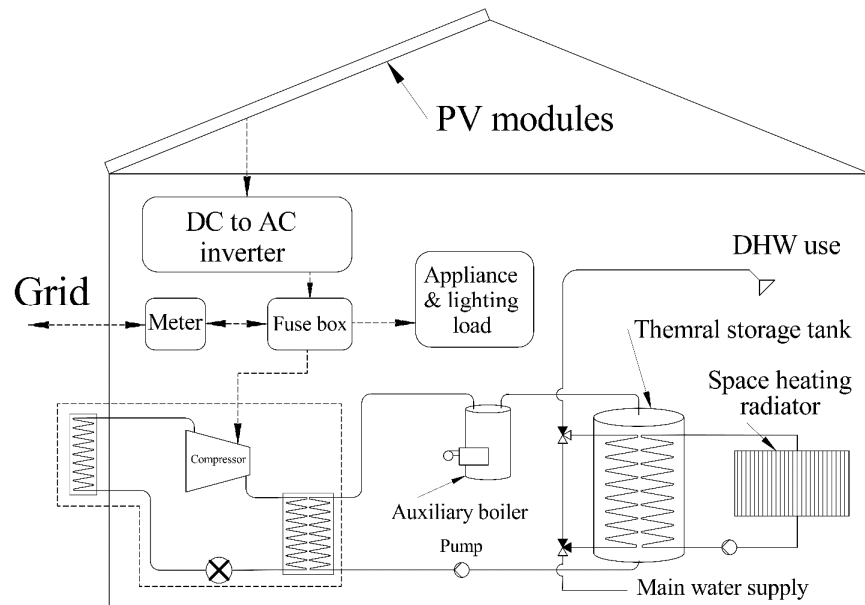 PV modules
DC to AC
inverter
DHW use
Grid
Meter
Fuse box
Appliance
& lighting
load
Themral storage tank
Space heating
radiator
Compressor
Auxiliary boiler
Pump
Main water supply